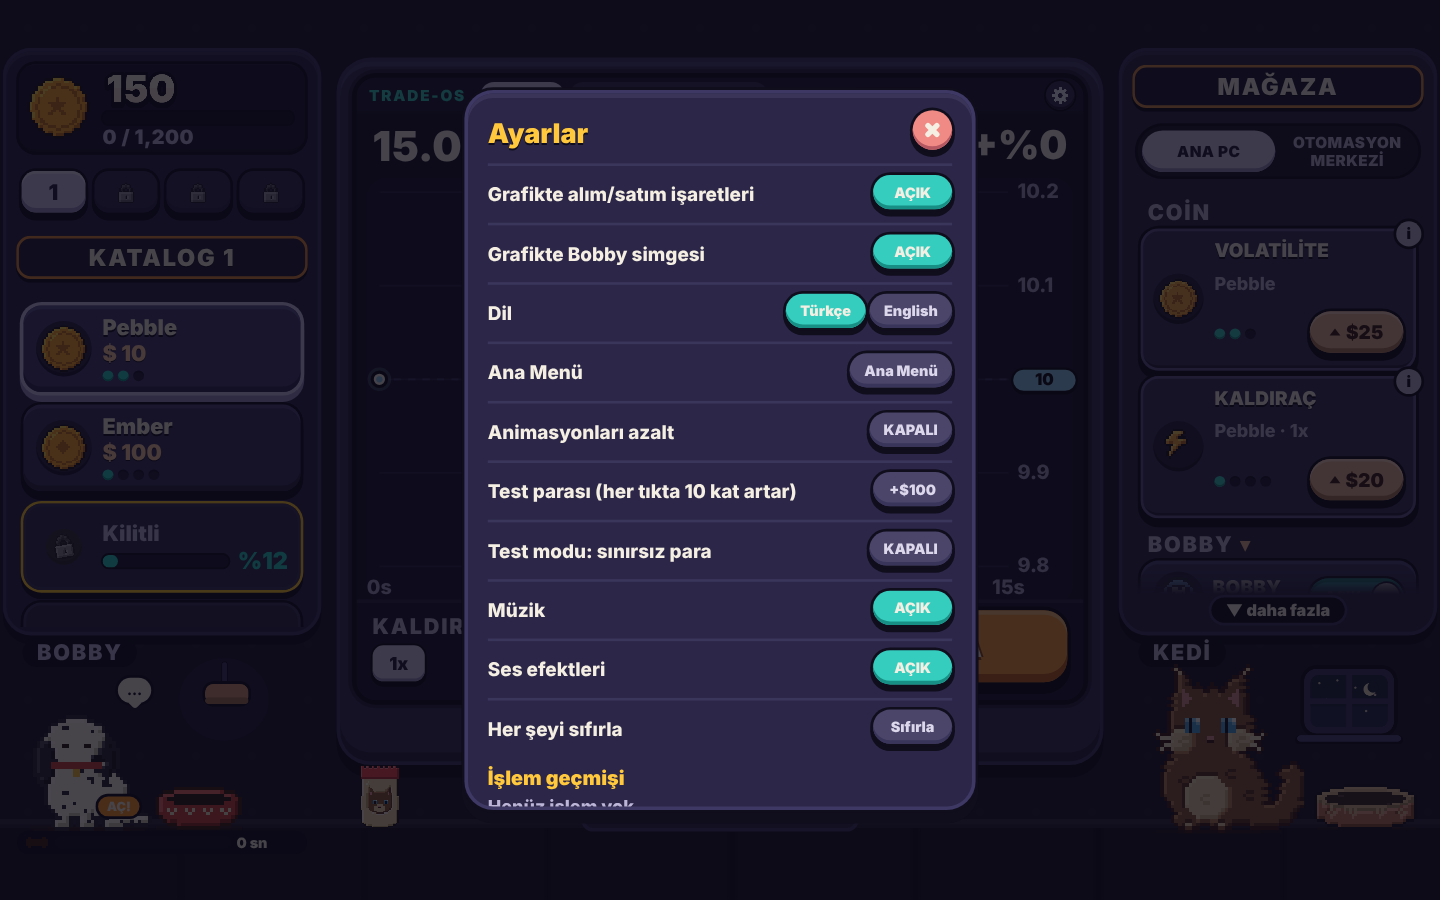 150
0 / 1,200
1
KATALOG 1
Pebble
$ 10
Ember
$ 100
Kilitli
%12
BOBBY
...
AÇ!
0 sn
TRADE-OS
15.0
+%0
10.2
10.1
10
9.9
9.8
0s
15s
KALDIR
1x
Ayarlar
Grafikte alım/satım işaretleri
AÇIK
Grafikte Bobby simgesi
AÇIK
Dil
Türkçe
English
Ana Menü
Ana Menü
Animasyonları azalt
KAPALI
Test parası (her tıkta 10 kat artar)
+$100
Test modu: sınırsız para
KAPALI
Müzik
AÇIK
Ses efektleri
AÇIK
Her şeyi sıfırla
Sıfırla
İşlem geçmişi
Henüz işlem yok
MAĞAZA
ANA PC
OTOMASYON
MERKEZİ
COİN
i
VOLATİLİTE
Pebble
$25
i
KALDIRAÇ
Pebble · 1x
$20
BOBBY ▼
BOBBY
▼ daha fazla
KEDİ